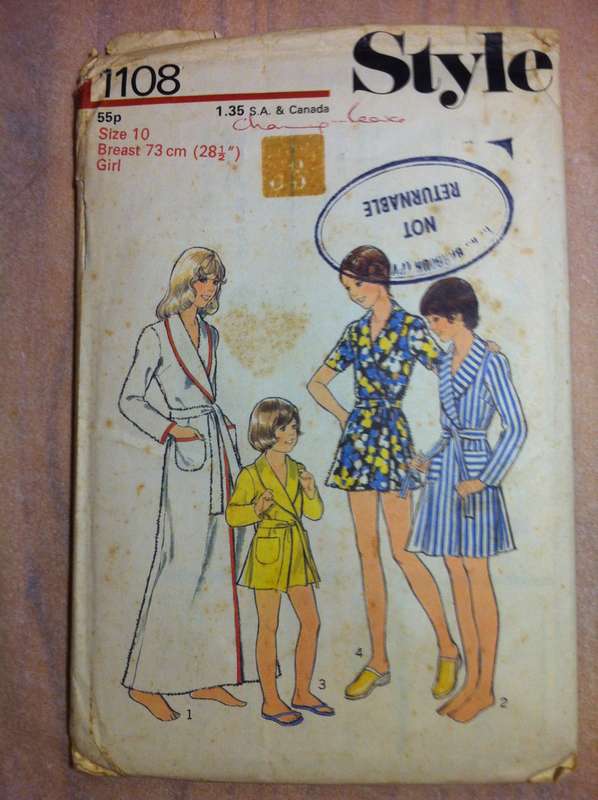 1108
Style
55p
1.35 S.A. & Canada
Size 10
Breast 73 cm (28½")
Girl
NOT
RETURNABLE
1
3
4
2